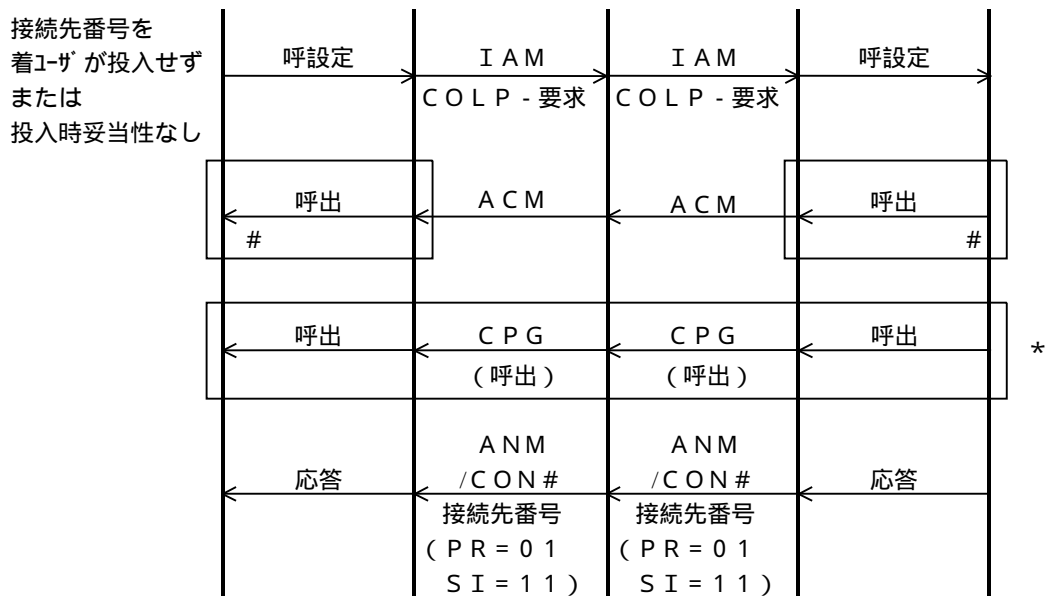 接続先番号を
着ﾕｰｻﾞが投入せず
または
投入時妥当性なし
呼設定 ＩＡＭ ＩＡＭ 呼設定
ＣＯＬＰ-要求 ＣＯＬＰ-要求
呼出 ＡＣＭ ＡＣＭ 呼出
# #
呼出 ＣＰＧ ＣＰＧ 呼出
（呼出） （呼出） *
ＡＮＭ ＡＮＭ
応答 /ＣＯＮ# /ＣＯＮ# 応答
接続先番号 接続先番号
（ＰＲ=０１ （ＰＲ=０１
ＳＩ=１１） ＳＩ=１１）